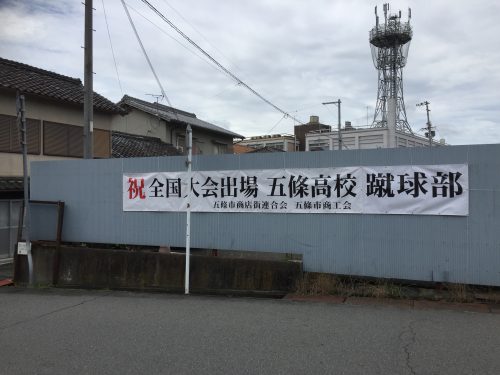 祝 全国大会出場 五條高校 蹴球部
五條市商店街連合会 五條市商工会